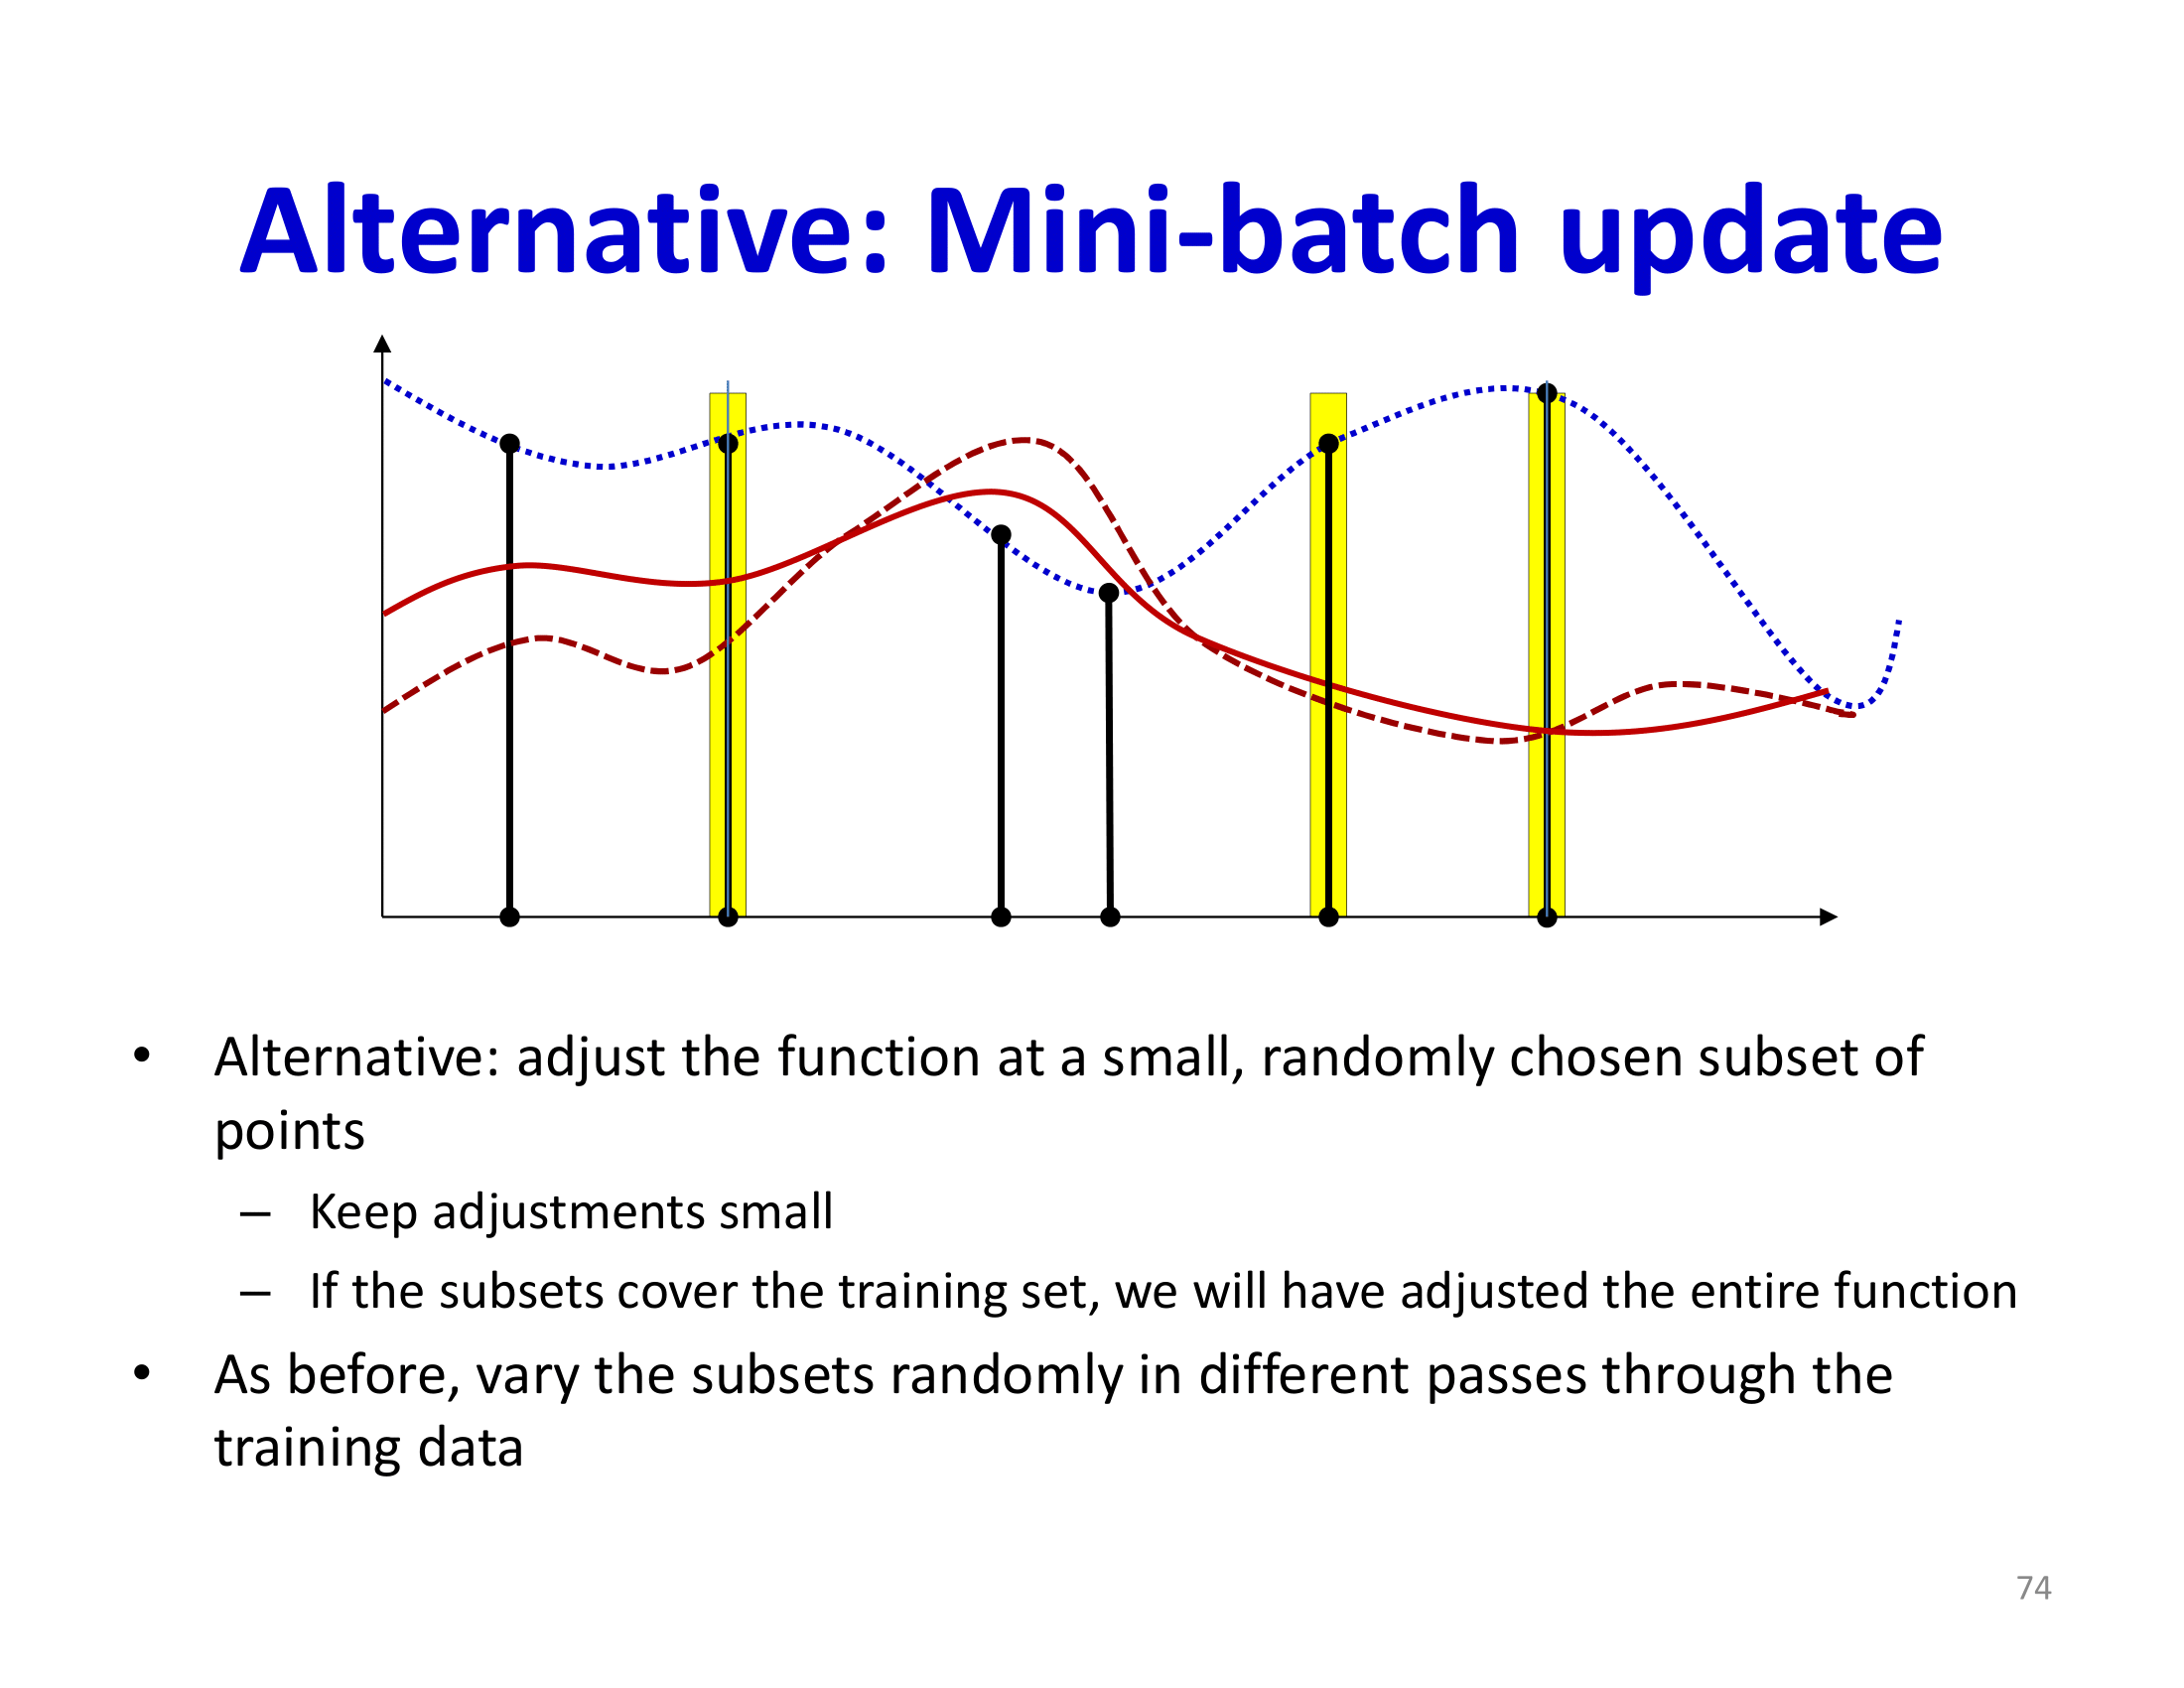 Alternative: Mini-batch update
• Alternative: adjust the function at a small, randomly chosen subset of
points
– Keep adjustments small
– If the subsets cover the training set, we will have adjusted the entire function
• As before, vary the subsets randomly in different passes through the
training data
74